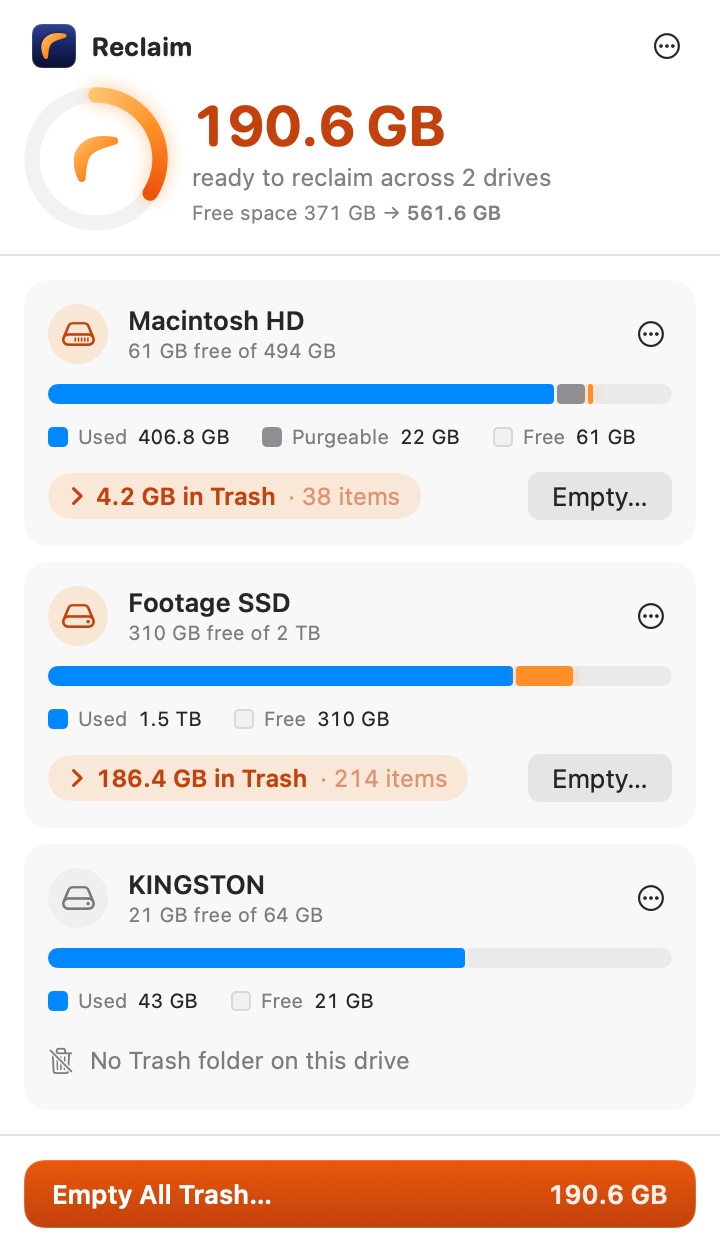 Reclaim
190.6 GB
ready to reclaim across 2 drives
Free space 371 GB → 561.6 GB
Macintosh HD
61 GB free of 494 GB
Used 406.8 GB Purgeable 22 GB Free 61 GB
4.2 GB in Trash · 38 items Empty...
Footage SSD
310 GB free of 2 TB
Used 1.5 TB Free 310 GB
186.4 GB in Trash · 214 items Empty...
KINGSTON
21 GB free of 64 GB
Used 43 GB Free 21 GB
No Trash folder on this drive
Empty All Trash... 190.6 GB